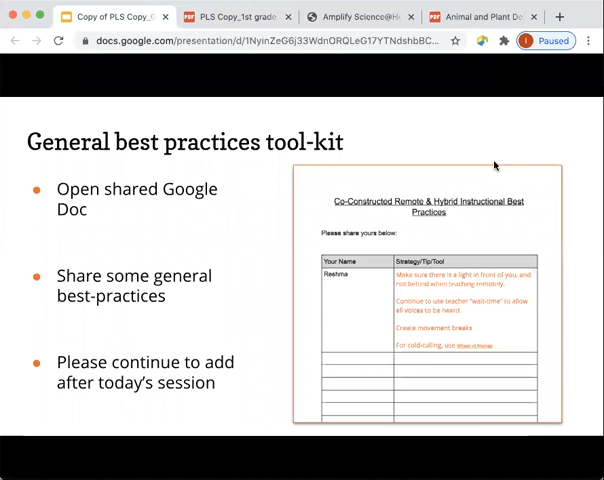 Copy of PLS Copy_G
PLS Copy_1st grade
Amplify Science@Ho
Animal and Plant De
docs.google.com/presentation/d/1NyinZeG6j33WdnORQLeG17YTNdshbBC...
Paused
General best practices tool-kit
Open shared Google
Doc
Share some general
best-practices
Please continue to add
after today's session
Co-Constructed Remote & Hybrid Instructional Best
Practices
Please share yours below:
Your Name Strategy/Tip/Tool
Reshma Make sure there is a light in front of you, and
not behind when teaching remotely.
Continue to use teacher "wait-time" to allow
all voices to be heard
Create movement breaks
For cold-calling, use Wheel of Names